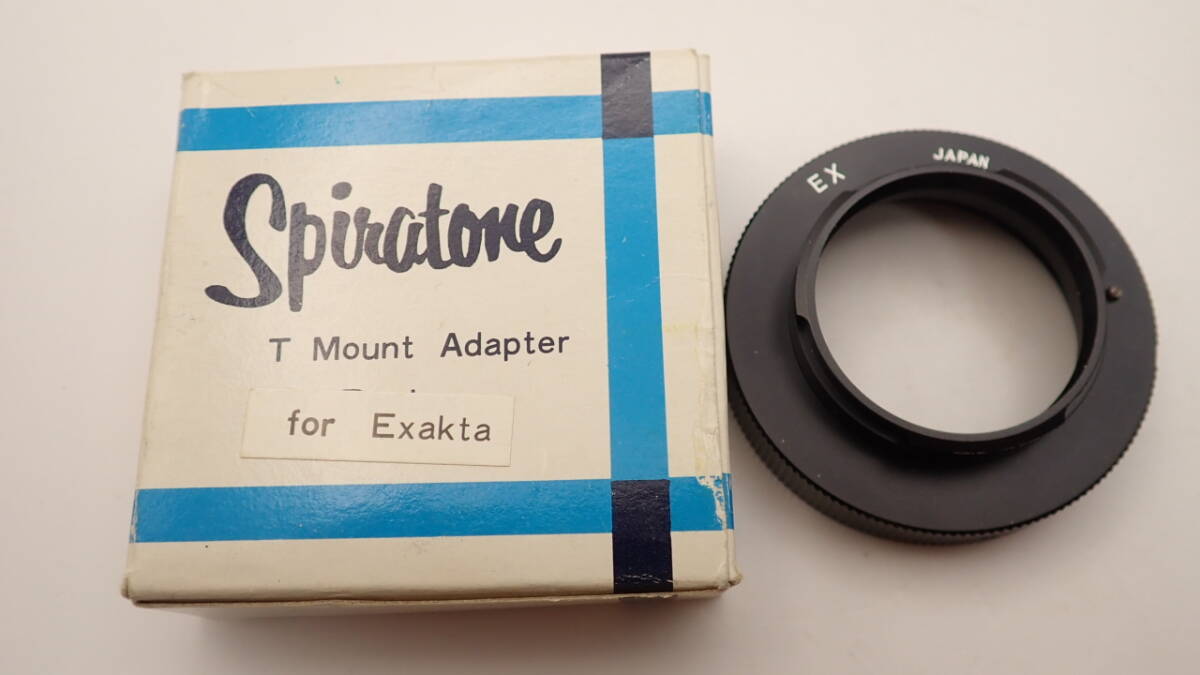 Spiratone
T Mount Adapter
for Exakta
EX
JAPAN